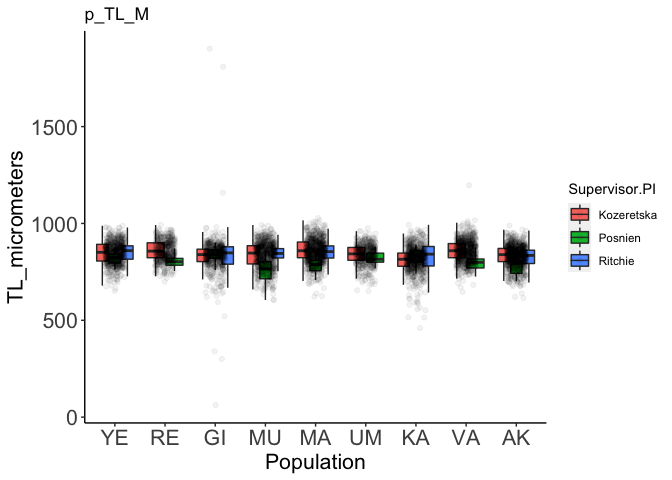 p_TL_M
TL_micrometers
1500
1000
500
0
YE RE GI MU MA UM KA VA AK
Population
Supervisor.PI
Kozeretska
Posnien
Ritchie